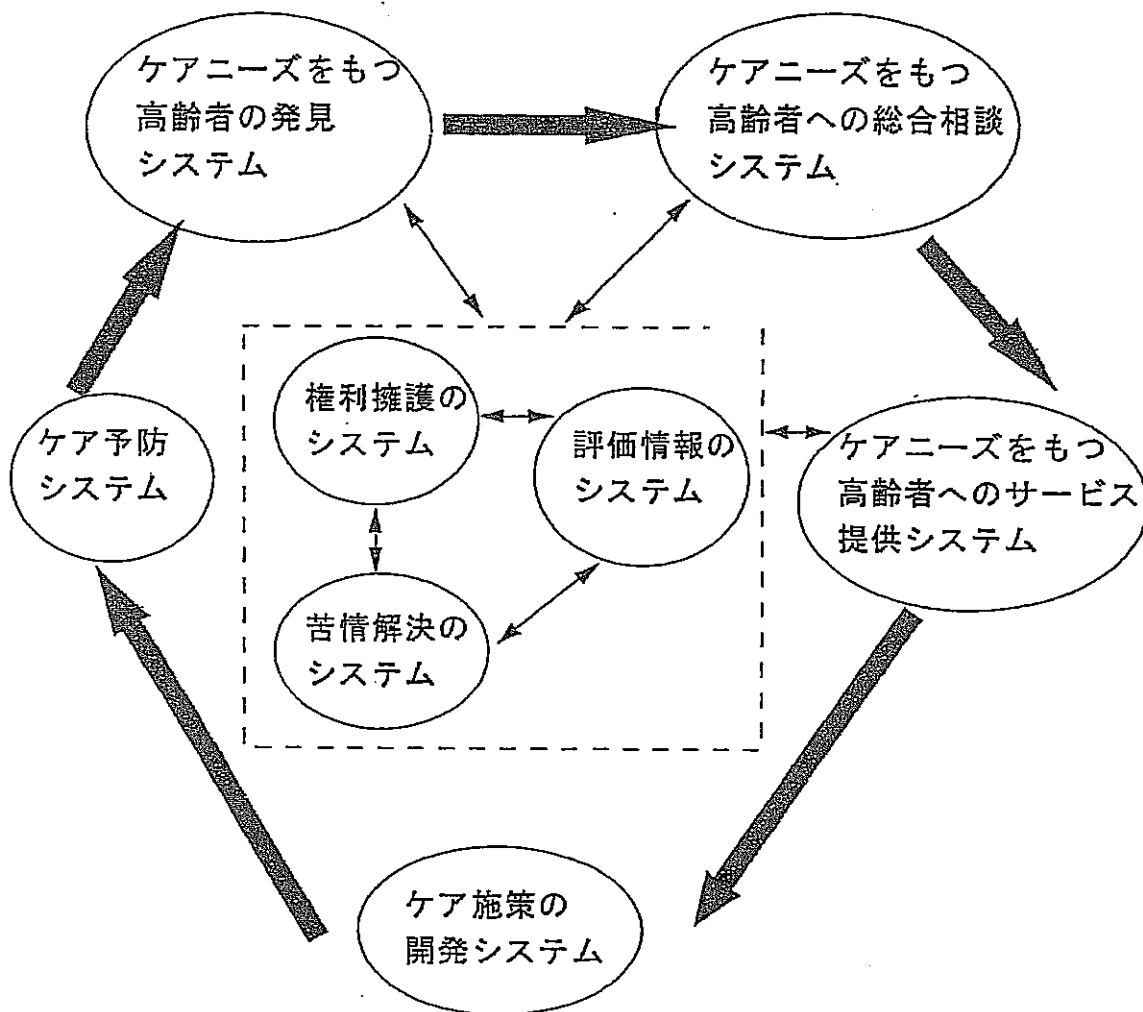 ケアニーズをもつ
高齢者の発見
システム
ケアニーズをもつ
高齢者への総合相談
システム
権利擁護の
システム
評価情報の
システム
苦情解決の
システム
ケア予防
システム
ケアニーズをもつ
高齢者へのサービス
提供システム
ケア施策の
開発システム